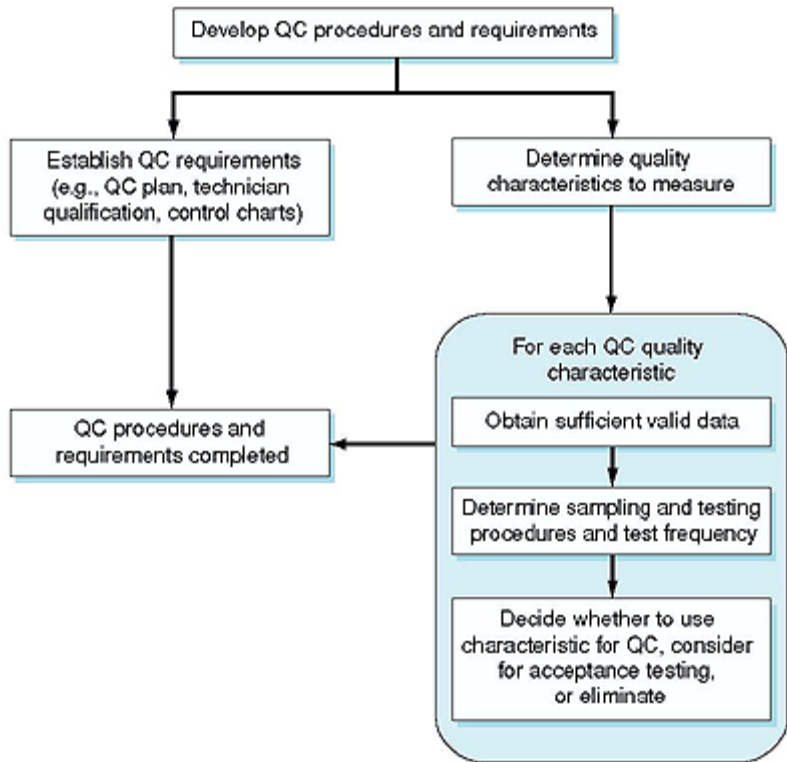 Develop QC procedures and requirements
Establish QC requirements
(e.g., QC plan, technician
qualification, control charts)
Determine quality
characteristics to measure
For each QC quality
characteristic
QC procedures and
requirements completed
Obtain sufficient valid data
Determine sampling and testing
procedures and test frequency
Decide whether to use
characteristic for QC, consider
for acceptance testing,
or eliminate